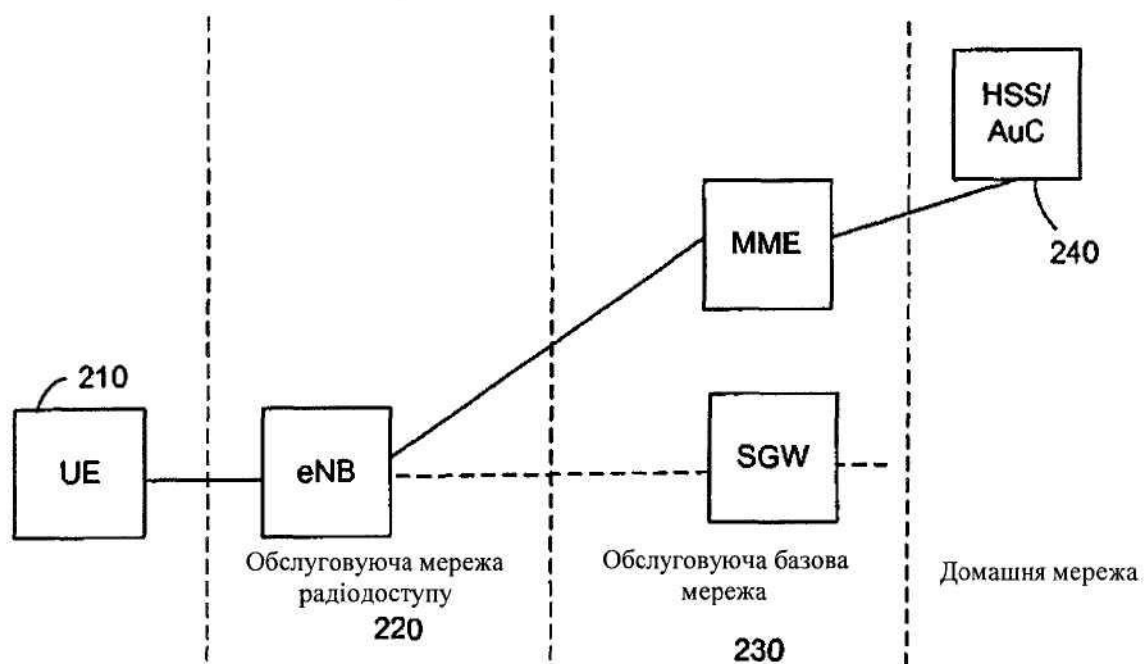 HSS/
AuC
240
MME
210
UE
eNB
SGW
Обслуговуюча мережа
радіодоступу
220
Обслуговуюча базова
мережа
230
Домашня мережа